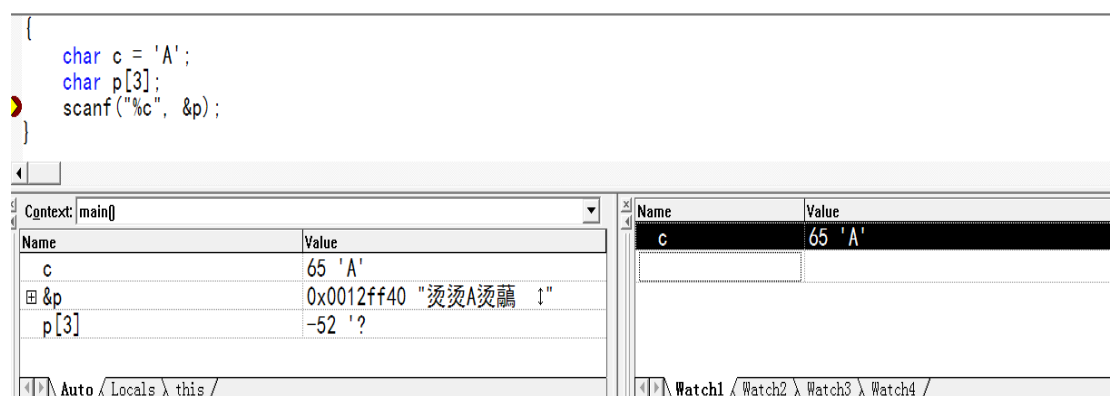 {
char c = 'A';
char p[3];
scanf("%c", &p);
}
Context: main()
Name Value
c 65 'A'
&p 0x0012ff40 "烫烫A烫蘤 ↕"
p[3] -52 '?
Auto Locals this
Name Value
c 65 'A'
Watch1 Watch2 Watch3 Watch4